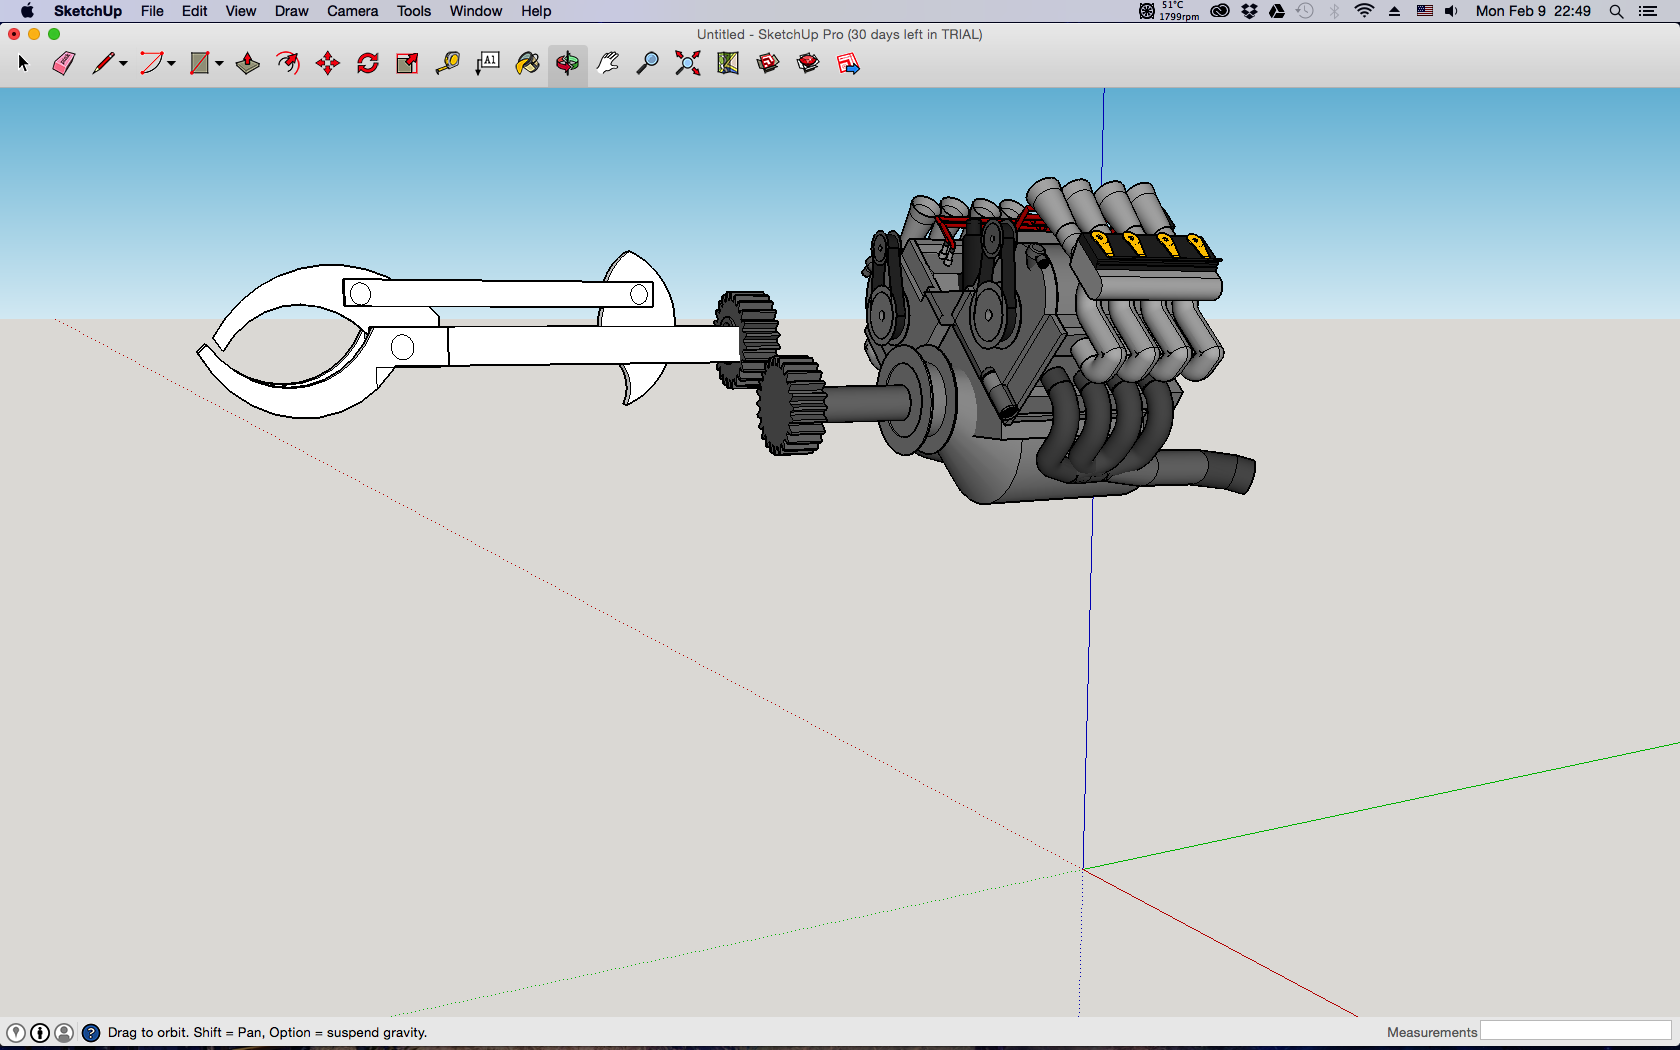 SketchUp File Edit View Draw Camera Tools Window Help
51°C
1799rpm
Mon Feb 9 22:49
Untitled - SketchUp Pro (30 days left in TRIAL)
A1
Drag to orbit. Shift = Pan, Option = suspend gravity.
Measurements